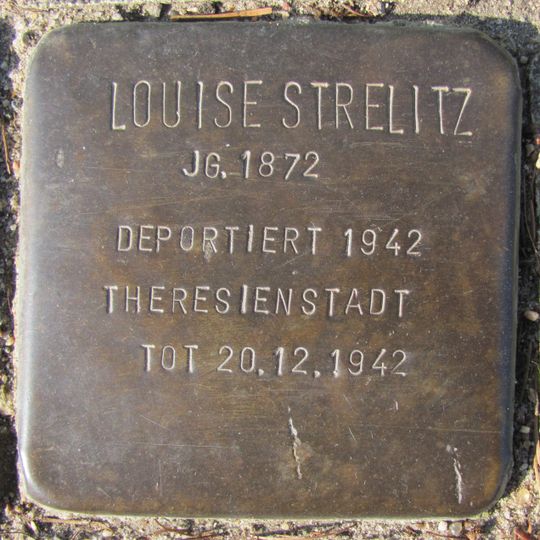 LOUISE STRELITZ
JG. 1872
DEPORTIERT 1942
THERESIENSTADT
TOT 20.12.1942